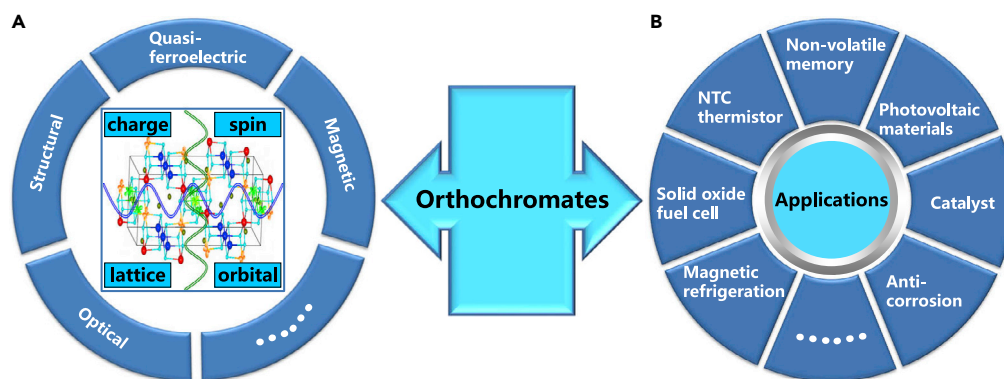 A
Quasi-
ferroelectric
Structural
Magnetic
Optical
......
charge
spin
lattice
orbital
Orthochromates
B
Non-volatile
memory
NTC
thermistor
Photovoltaic
materials
Solid oxide
fuel cell
Applications
Catalyst
Magnetic
refrigeration
Anti-
corrosion
......